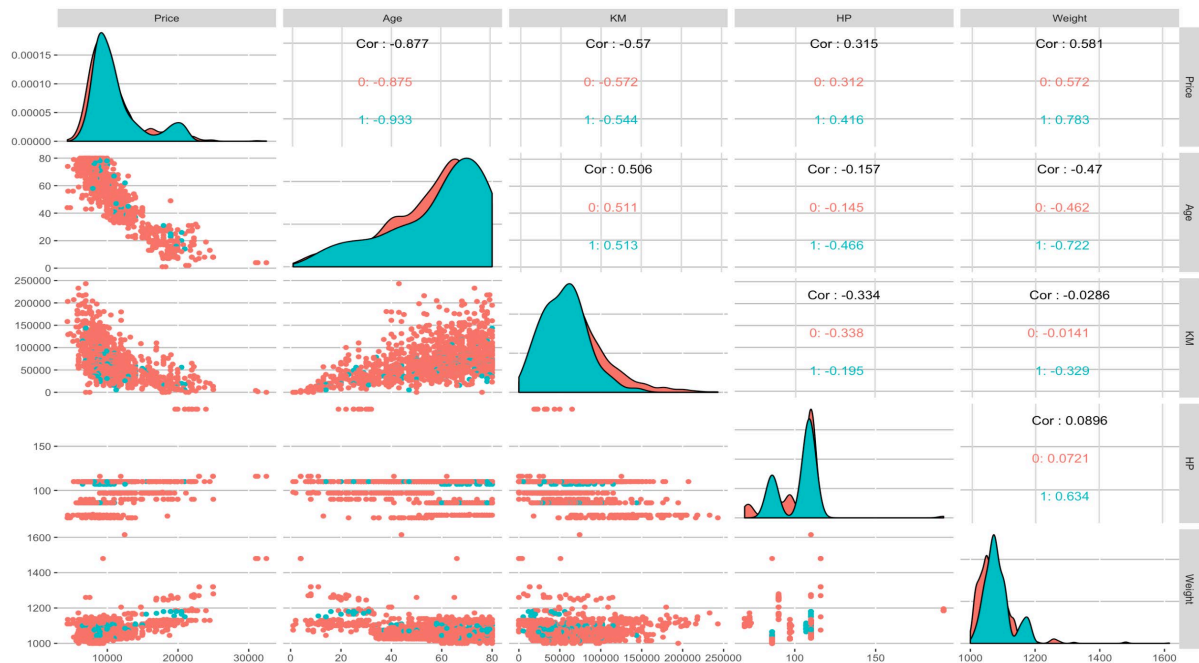 Price Age KM HP Weight
Cor : -0.877 Cor : -0.57 Cor : 0.315 Cor : 0.581
0.00015
0.00010 0: -0.875 0: -0.572 0: 0.312 0: 0.572
0.00005
1: -0.933 1: -0.544 1: 0.416 1: 0.783
0.00000
Price
80
Cor : 0.506 Cor : -0.157 Cor : -0.47
60
40 0: 0.511 0: -0.145 0: -0.462
20 1: 0.513 1: -0.466 1: -0.722
0
Age
250000
200000 Cor : -0.334 Cor : -0.0286
150000
0: -0.338 0: -0.0141
100000
50000 1: -0.195 1: -0.329
0
KM
Cor : 0.0896
150
0: 0.0721
100 1: 0.634
HP
1600
1400
1200
1000
Weight
10000 20000 30000 0 20 40 60 80 0 50000 100000 150000 200000 250000 100 150 1000 1200 1400 1600